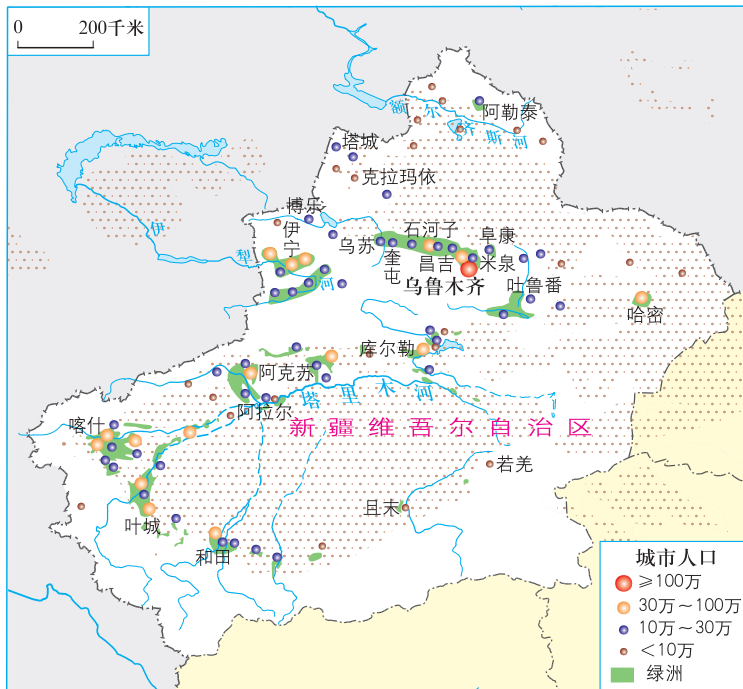 0 200千米
额尔齐斯河
阿勒泰
塔城
克拉玛依
博乐
伊犁河
伊宁
乌苏
奎屯
石河子
阜康
昌吉
米泉
乌鲁木齐
吐鲁番
哈密
库尔勒
阿克苏
塔里木河
阿拉尔
喀什
新疆维吾尔自治区
若羌
且末
叶城
和田
城市人口
≥100万
30万～100万
10万～30万
＜10万
绿洲